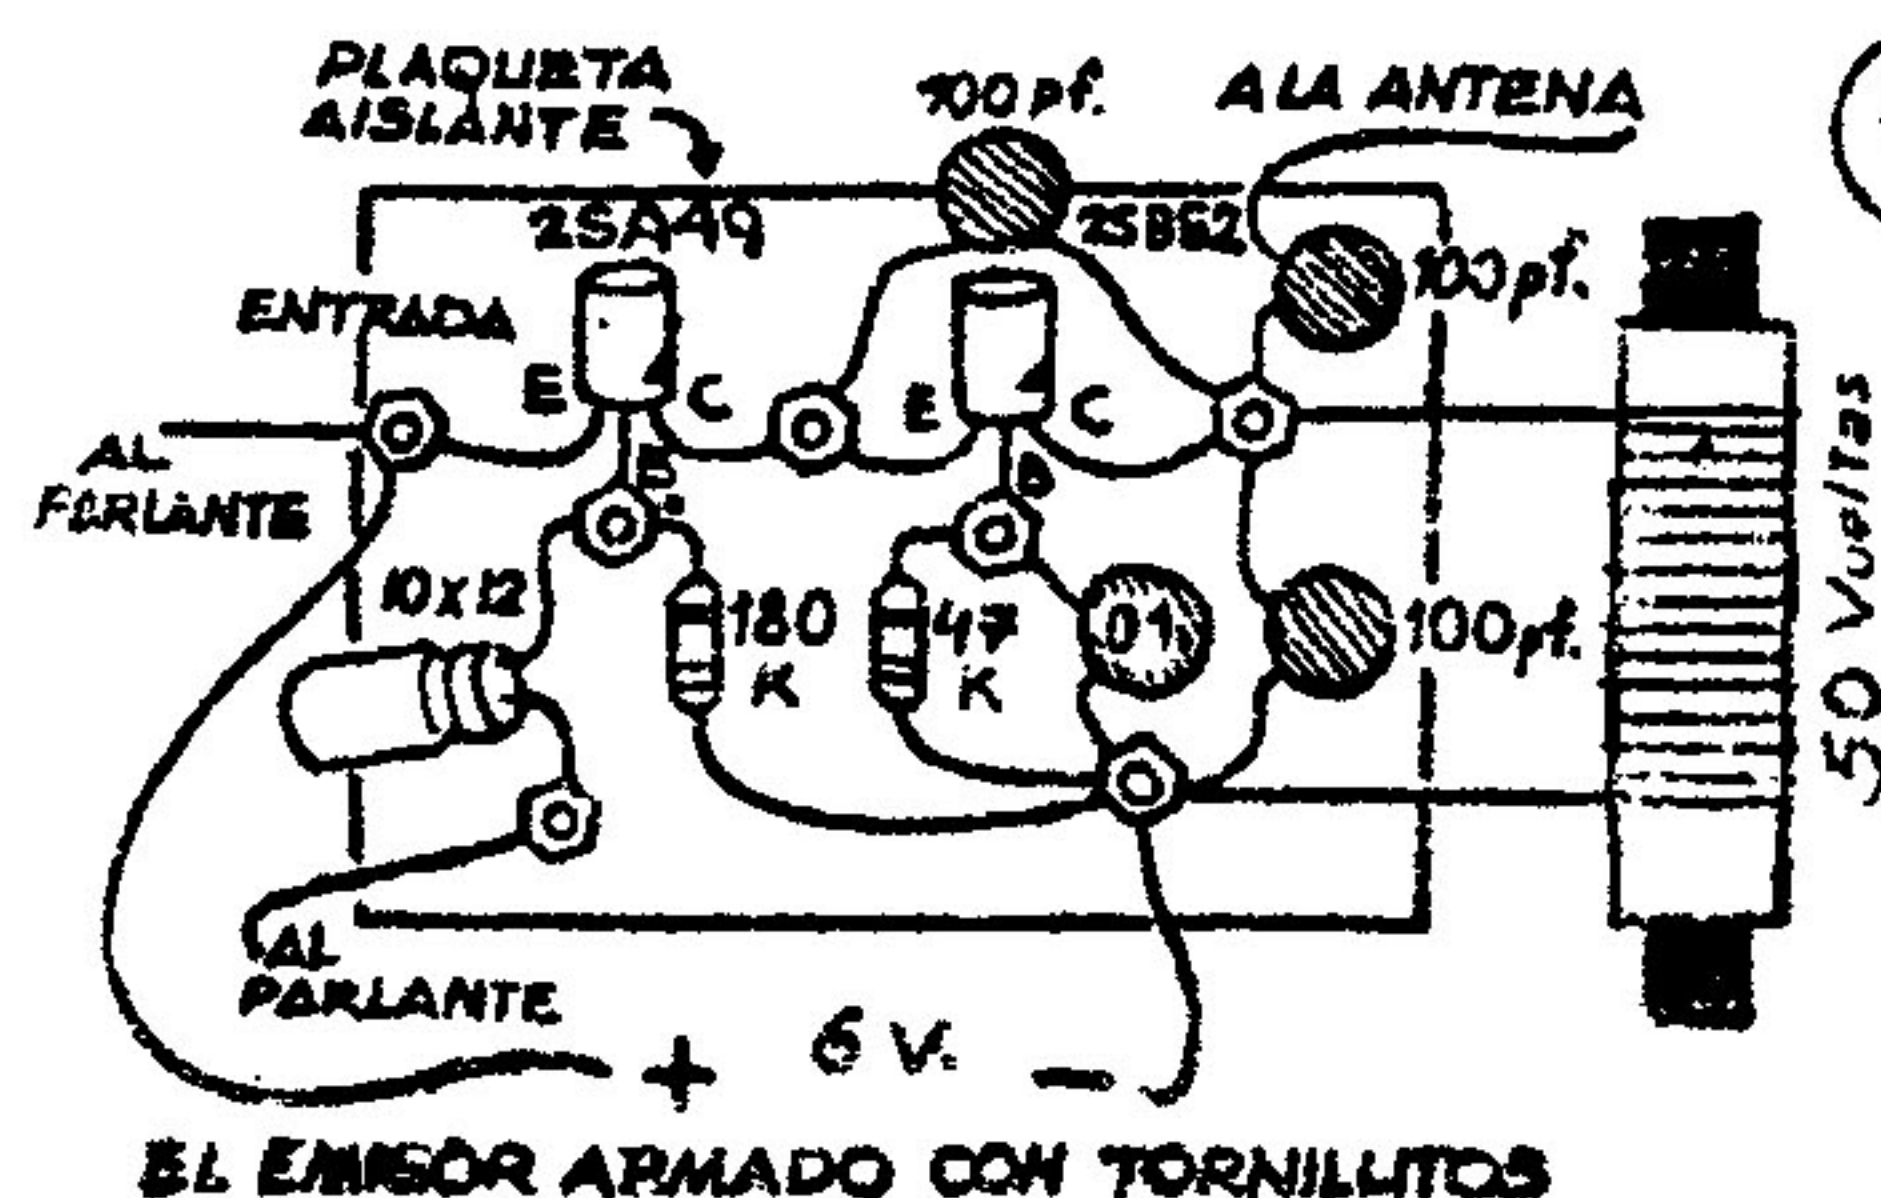 PLAQUETA
AISLANTE
100 pf.
A LA ANTENA
2SA49
100 pf.
ENTRADA
E
C
E
C
AL
PARLANTE
B
B
10x12
180
K
47
K
01
100 pf.
50 Vueltas
AL
PARLANTE
+ 6 V. -
EL EMISOR ARMADO CON TORNILLITOS